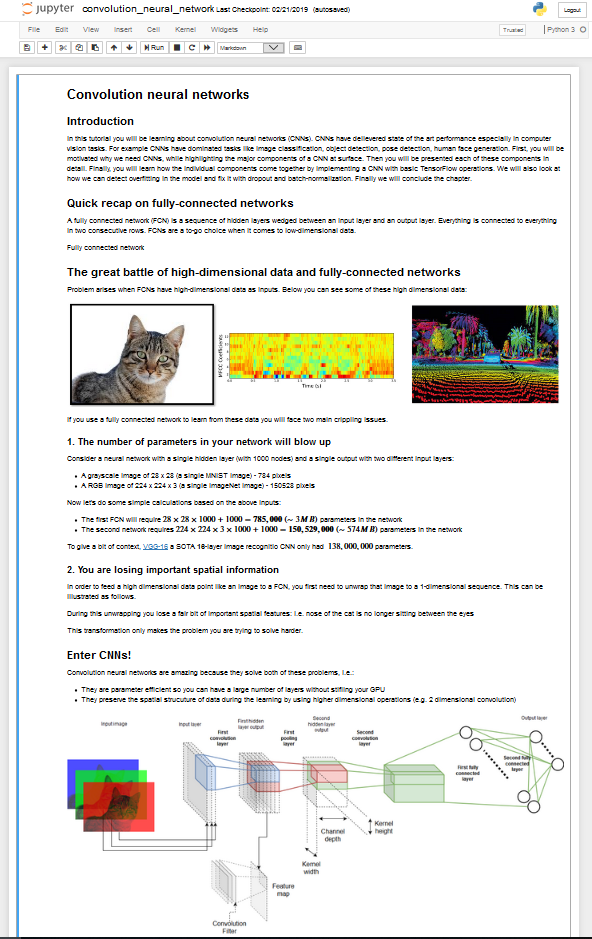 jupyter convolution_neural_network Last Checkpoint: 02/21/2019 (autosaved)
Logout
File Edit View Insert Cell Kernel Widgets Help
Trusted
Python 3
Run
Markdown
Convolution neural networks
Introduction
In this tutorial you will be learning about convolution neural networks (CNNs). CNNs have delievered state of the art performance especially in computer
vision tasks. For example CNNs have dominated tasks like image classification, object detection, pose detection, human face generation. First, you will be
motivated why we need CNNs, while highlighting the major components of a CNN at surface. Then you will be presented each of these components in
detail. Finally, you will learn how the individual components come together by implementing a CNN with basic TensorFlow operations. We will also look at
how we can detect overfitting in the model and fix it with dropout and batch-normalization. Finally we will conclude the chapter.
Quick recap on fully-connected networks
A fully connected network (FCN) is a sequence of hidden layers wedged between an input layer and an output layer. Everything is connected to everything
in two consecutive rows. FCNs are a to-go choice when it comes to low-dimensional data.
Fully connected network
The great battle of high-dimensional data and fully-connected networks
Problem arises when FCNs have high-dimensional data as inputs. Below you can see some of these high dimensional data:
MFCC Coefficients
Time (s)
If you use a fully connected network to learn from these data you will face two main crippling issues.
1. The number of parameters in your network will blow up
Consider a neural network with a single hidden layer (with 1000 nodes) and a single output with two different input layers:
• A grayscale image of 28 x 28 (a single MNIST image) - 784 pixels
• A RGB image of 224 x 224 x 3 (a single ImageNet image) - 150528 pixels
Now let's do some simple calculations based on the above inputs:
• The first FCN will require 28 × 28 × 1000 + 1000 = 785,000 (~ 3MB) parameters in the network
• The second network requires 224 × 224 × 3 × 1000 + 1000 = 150,529,000 (~ 574MB) parameters in the network
To give a bit of context, VGG-16 a SOTA 16-layer image recognitio CNN only had 138,000,000 parameters.
2. You are losing important spatial information
In order to feed a high dimensional data point like an image to a FCN, you first need to unwrap that image to a 1-dimensional sequence. This can be
illustrated as follows.
During this unwrapping you lose a fair bit of important spatial features: i.e. nose of the cat is no longer sitting between the eyes
This transformation only makes the problem you are trying to solve harder.
Enter CNNs!
Convolution neural networks are amazing because they solve both of these problems, i.e.:
• They are parameter efficient so you can have a large number of layers without stifling your GPU
• They preserve the spatial strucuture of data during the learning by using higher dimensional operations (e.g. 2 dimensional convolution)
Input image
Input layer
First
convolution
layer
First hidden
layer output
First
pooling
layer
Second
hidden layer
output
Second
convolution
layer
Output layer
First fully
connected
layer
Second fully
connected
layer
Channel
depth
Kernel
height
Kernel
width
Feature
map
Convolution
Filter